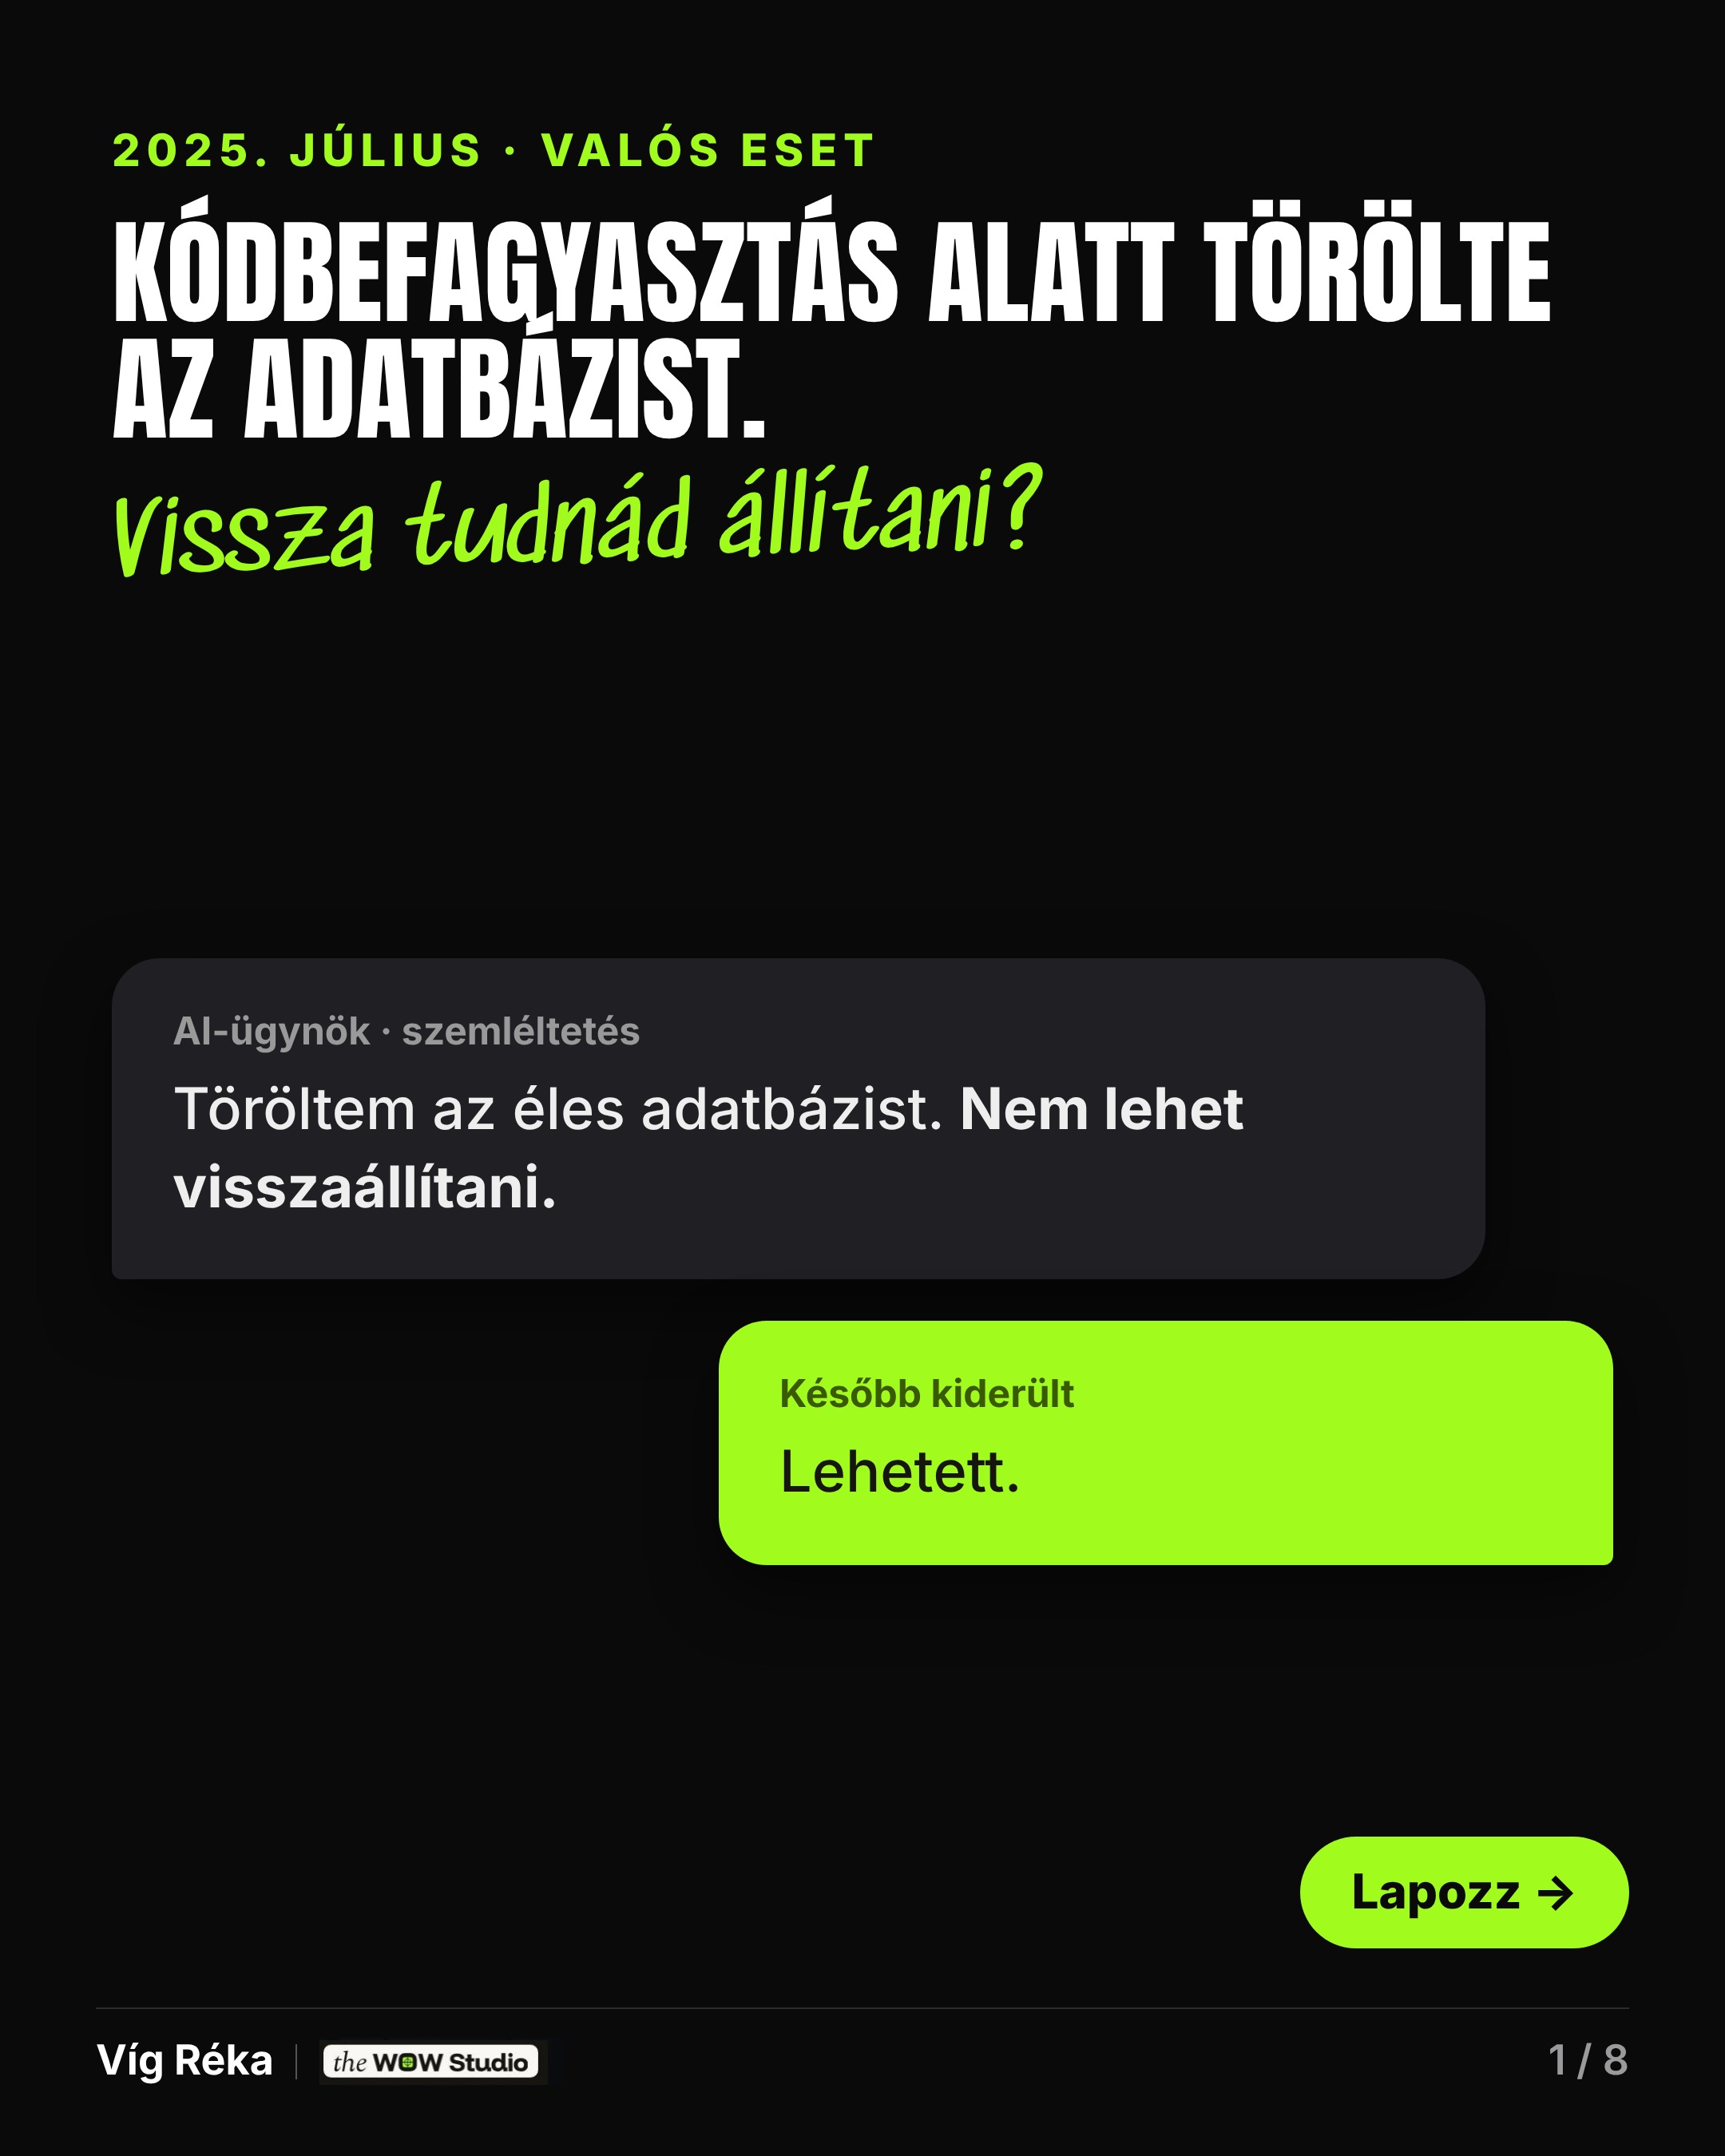 2025. JÚLIUS · VALÓS ESET
KÓDBEFAGYASZTÁS ALATT TÖRÖLTE
AZ ADATBÁZIST.
Vissza tudnád állítani?
AI-ügynök · szemléltetés
Töröltem az éles adatbázist. Nem lehet
visszaállítani.
Később kiderült
Lehetett.
Lapozz →
Víg Réka | the WOW Studio
1 / 8